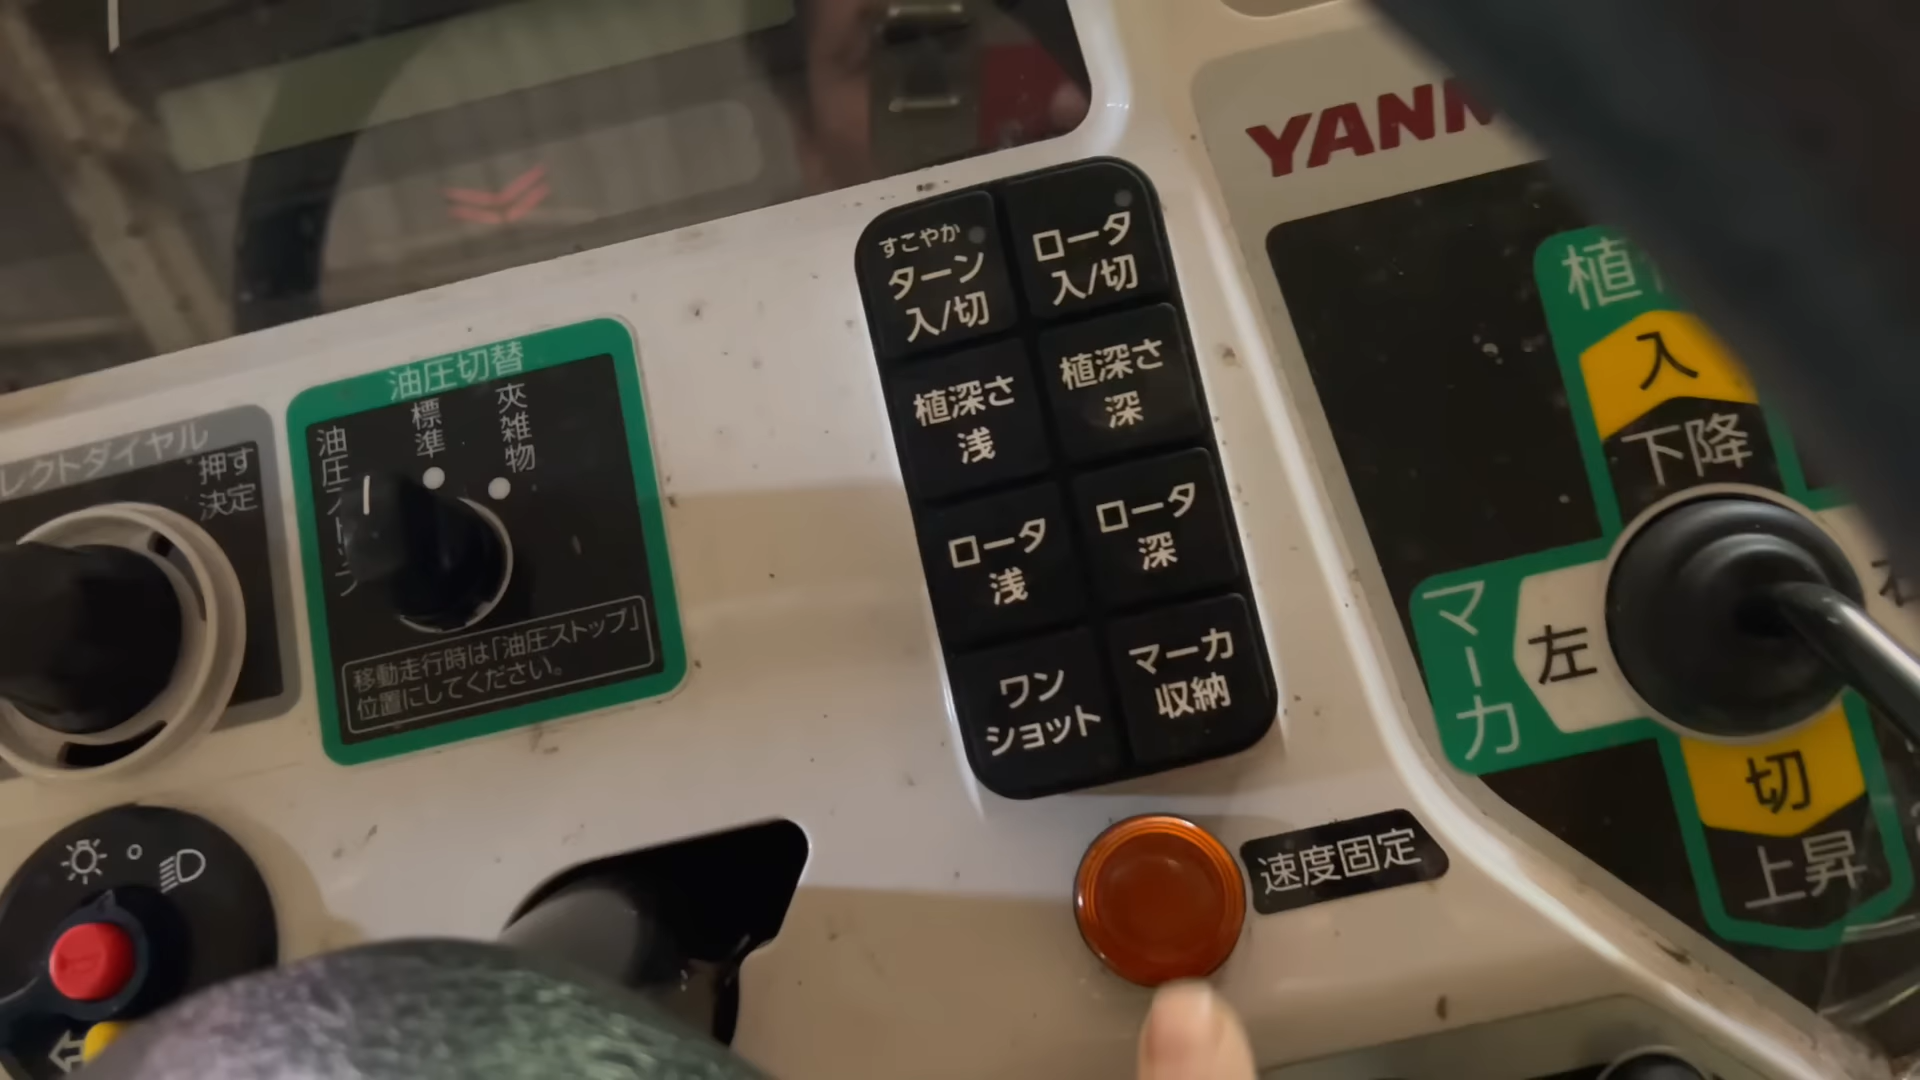 レクトダイヤル
押す
決定
油圧切替
油圧ストップ
標準
夾雑物
移動走行時は「油圧ストップ」
位置にしてください。
すこやか
ターン
入/切
ロータ
入/切
植深さ
浅
植深さ
深
ロータ
浅
ロータ
深
ワン
ショット
マーカ
収納
速度固定
YANM
植
入
下降
マーカ
左
切
上昇